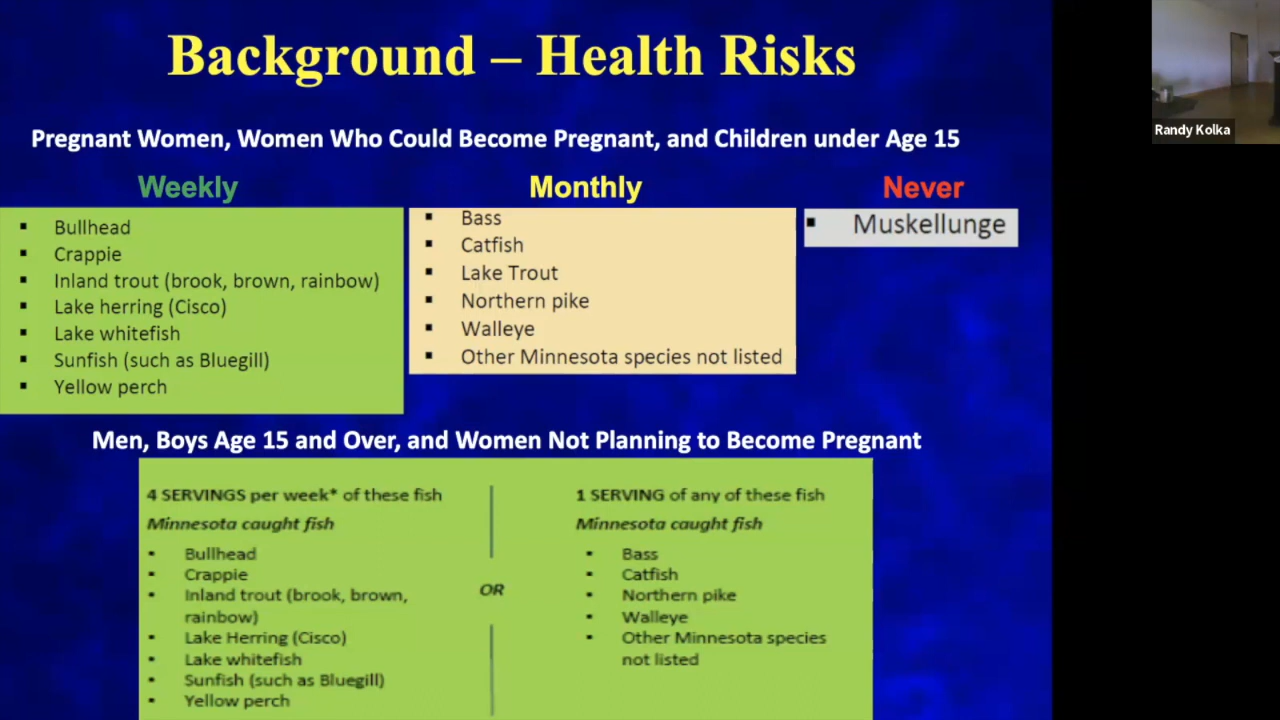 Background – Health Risks
Randy Kolka
Pregnant Women, Women Who Could Become Pregnant, and Children under Age 15
Weekly
▪ Bullhead
▪ Crappie
▪ Inland trout (brook, brown, rainbow)
▪ Lake herring (Cisco)
▪ Lake whitefish
▪ Sunfish (such as Bluegill)
▪ Yellow perch
Monthly
▪ Bass
▪ Catfish
▪ Lake Trout
▪ Northern pike
▪ Walleye
▪ Other Minnesota species not listed
Never
▪ Muskellunge
Men, Boys Age 15 and Over, and Women Not Planning to Become Pregnant
4 SERVINGS per week* of these fish
Minnesota caught fish
▪ Bullhead
▪ Crappie
▪ Inland trout (brook, brown,
rainbow)
▪ Lake Herring (Cisco)
▪ Lake whitefish
▪ Sunfish (such as Bluegill)
▪ Yellow perch
OR
1 SERVING of any of these fish
Minnesota caught fish
▪ Bass
▪ Catfish
▪ Northern pike
▪ Walleye
▪ Other Minnesota species
not listed